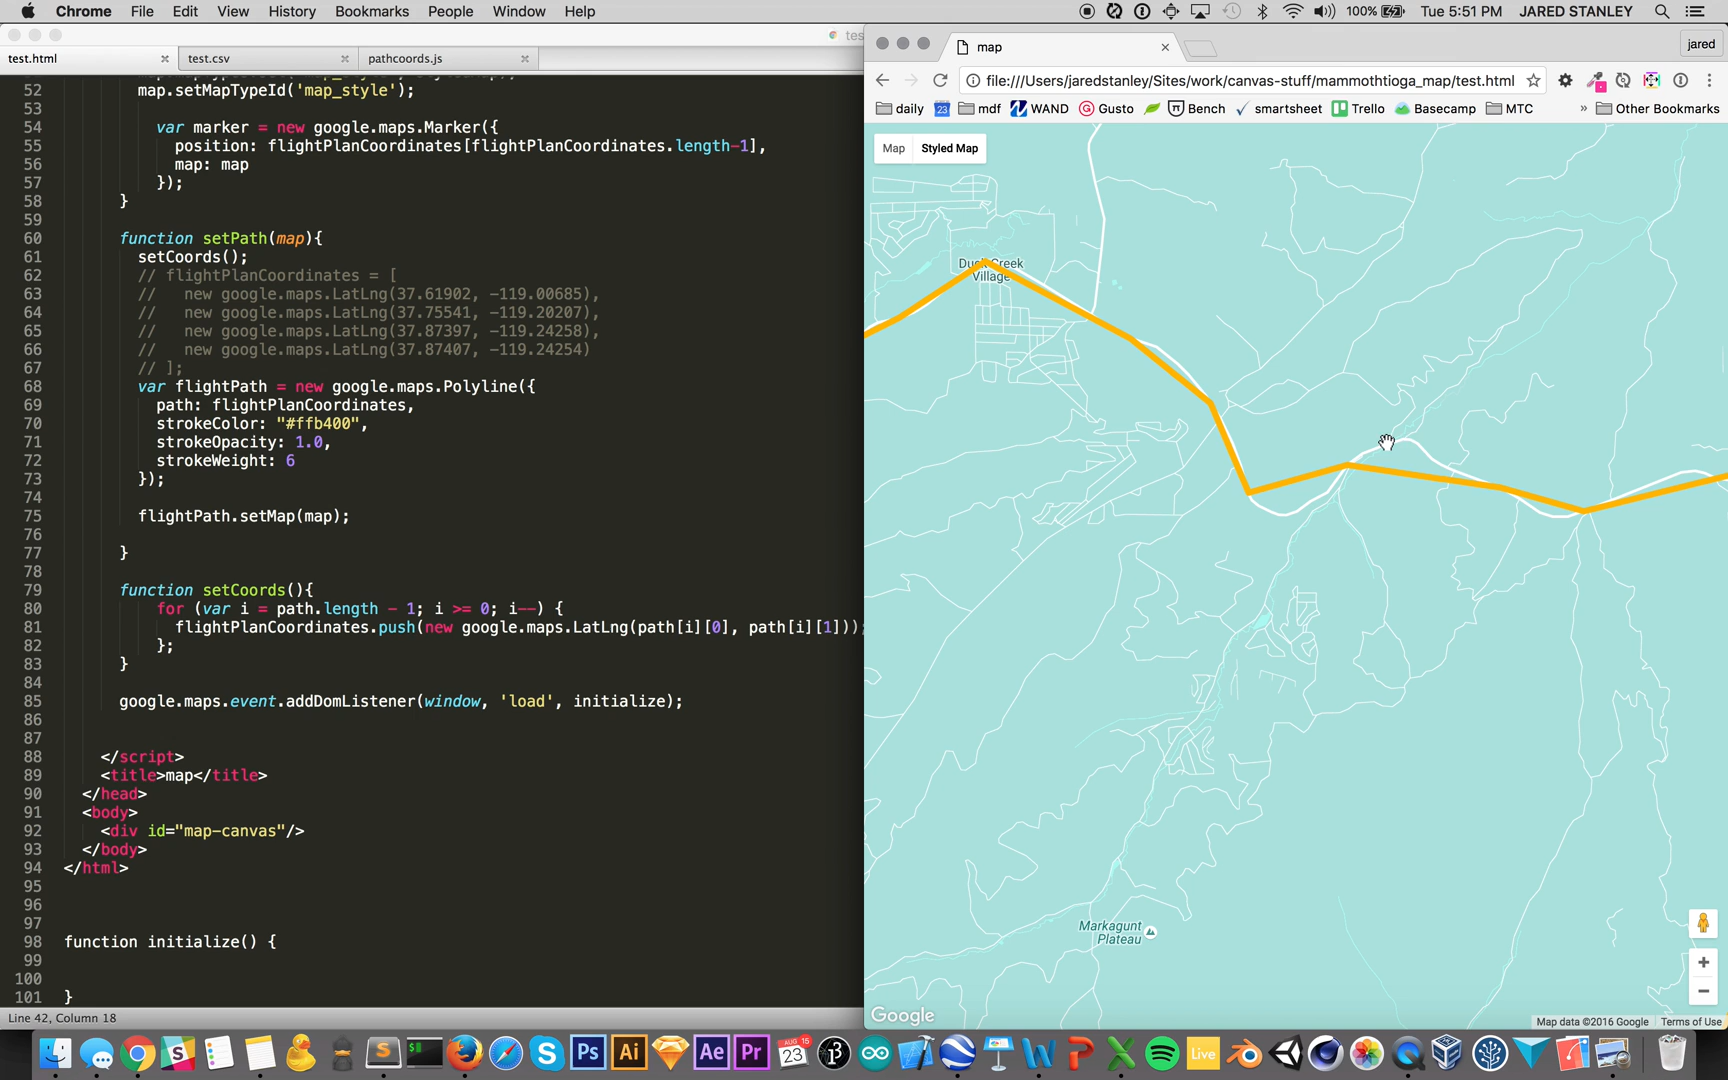 Chrome File Edit View History Bookmarks People Window Help 100% Tue 5:51 PM JARED STANLEY
te
test.html test.csv pathcoords.js
52 map.setMapTypeId('map_style');
53
54 var marker = new google.maps.Marker({
55 position: flightPlanCoordinates[flightPlanCoordinates.length-1],
56 map: map
57 });
58 }
59
60 function setPath(map){
61 setCoords();
62 // flightPlanCoordinates = [
63 // new google.maps.LatLng(37.61902, -119.00685),
64 // new google.maps.LatLng(37.75541, -119.20207),
65 // new google.maps.LatLng(37.87397, -119.24258),
66 // new google.maps.LatLng(37.87407, -119.24254)
67 // ];
68 var flightPath = new google.maps.Polyline({
69 path: flightPlanCoordinates,
70 strokeColor: "#ffb400",
71 strokeOpacity: 1.0,
72 strokeWeight: 6
73 });
74
75 flightPath.setMap(map);
76
77 }
78
79 function setCoords(){
80 for (var i = path.length - 1; i >= 0; i--) {
81 flightPlanCoordinates.push(new google.maps.LatLng(path[i][0], path[i][1]));
82 };
83 }
84
85 google.maps.event.addDomListener(window, 'load', initialize);
86
87
88 </script>
89 <title>map</title>
90 </head>
91 <body>
92 <div id="map-canvas"/>
93 </body>
94 </html>
95
96
97
98 function initialize() {
99
100
101 }
Line 42, Column 18
map
jared
file:///Users/jaredstanley/Sites/work/canvas-stuff/mammothtioga_map/test.html
daily 23 mdf WAND Gusto Bench smartsheet Trello Basecamp MTC » Other Bookmarks
Map Styled Map
Duck Creek
Village
Markagunt
Plateau
Google
Map data ©2016 Google Terms of Use
Ps Ai Ae Pr AUG 23 Live